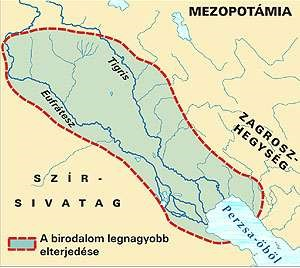 MEZOPOTÁMIA
Tigris
Eufrátesz
ZAGROSZ-
HEGYSÉG
SZÍR-
SIVATAG
Perzsa-öböl
A birodalom legnagyobb
elterjedése